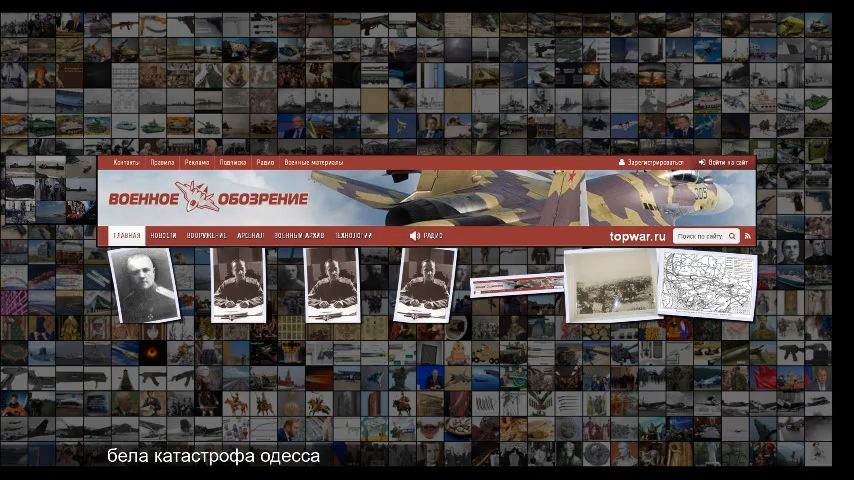 Контакты Правила Реклама Подписка Радио Военные материалы Зарегистрироваться Войти на сайт
ВОЕННОЕ ОБОЗРЕНИЕ
ГЛАВНАЯ НОВОСТИ ВООРУЖЕНИЕ АРСЕНАЛ ВОЕННЫЙ АРХИВ ТЕХНОЛОГИИ РАДИО topwar.ru Поиск по сайту
бела катастрофа одесса